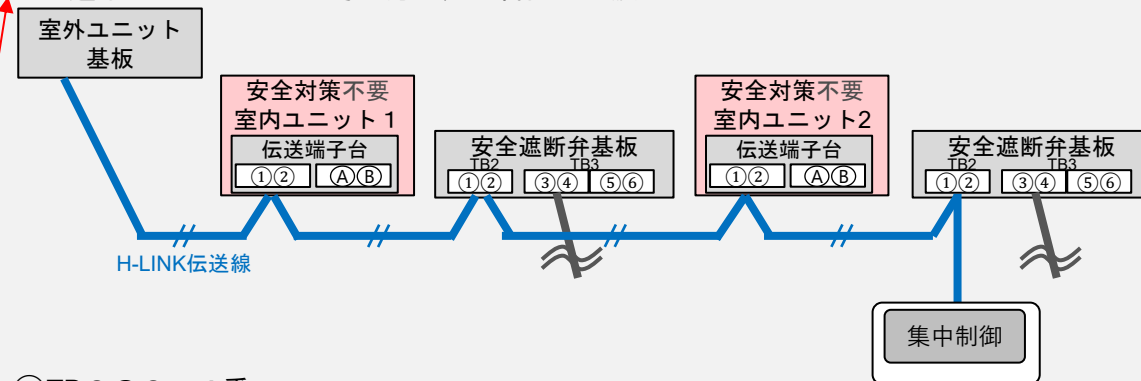 室外ユニット
基板
安全対策不要
室内ユニット1
伝送端子台
①② ⒶⒷ
安全遮断弁基板
TB2 TB3
①② ③④ ⑤⑥
安全対策不要
室内ユニット2
伝送端子台
①② ⒶⒷ
安全遮断弁基板
TB2 TB3
①② ③④ ⑤⑥
H-LINK伝送線
集中制御